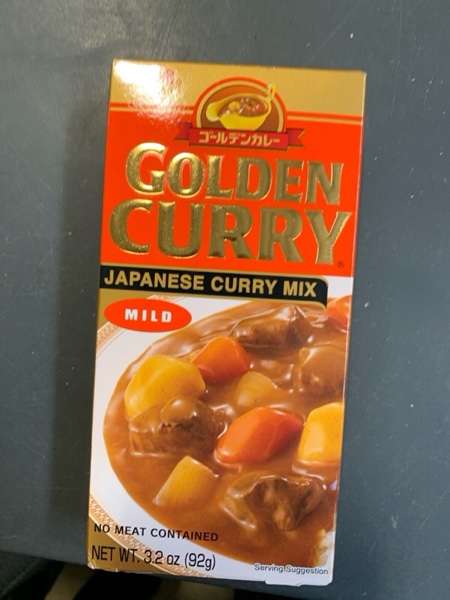 ゴールデンカレー
GOLDEN
CURRY®
JAPANESE CURRY MIX
MILD
NO MEAT CONTAINED
NET WT. 3.2 oz (92g)
Serving Suggestion